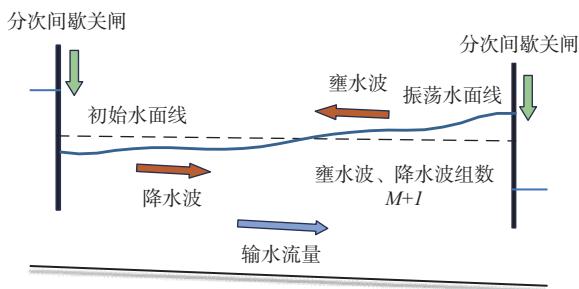 分次间歇关闸
分次间歇关闸
壅水波
振荡水面线
初始水面线
壅水波、降水波组数
M+1
降水波
输水流量